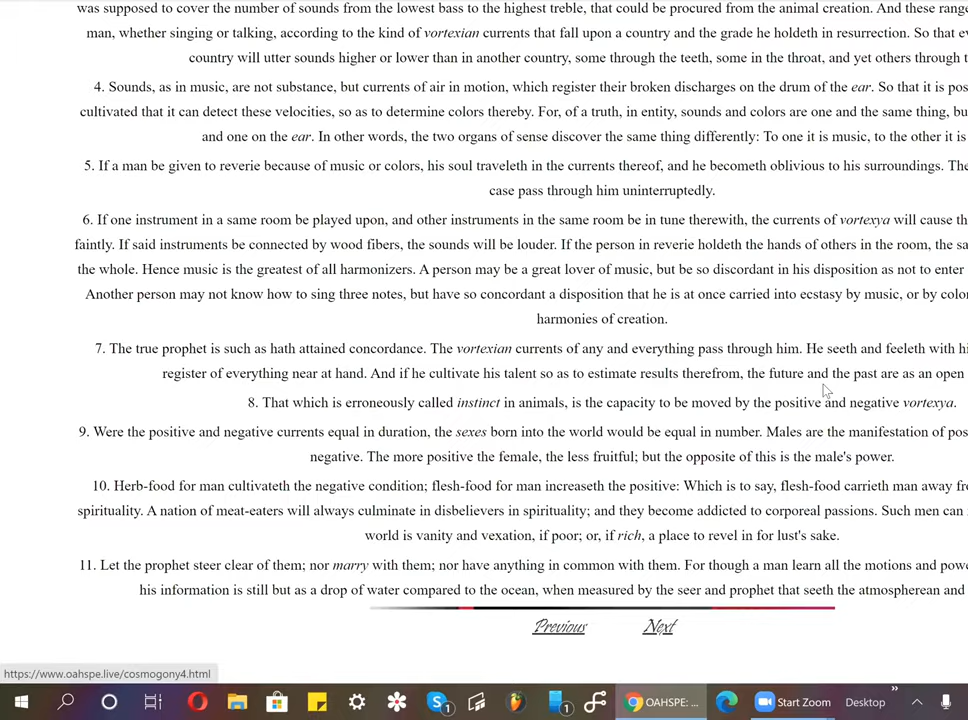 was supposed to cover the number of sounds from the lowest bass to the highest treble, that could be procured from the animal creation. And these range
man, whether singing or talking, according to the kind of vortexian currents that fall upon a country and the grade he holdeth in resurrection. So that ev
country will utter sounds higher or lower than in another country, some through the teeth, some in the throat, and yet others through t
4. Sounds, as in music, are not substance, but currents of air in motion, which register their broken discharges on the drum of the ear. So that it is pos
cultivated that it can detect these velocities, so as to determine colors thereby. For, of a truth, in entity, sounds and colors are one and the same thing, bu
and one on the ear. In other words, the two organs of sense discover the same thing differently: To one it is music, to the other it is
5. If a man be given to reverie because of music or colors, his soul traveleth in the currents thereof, and he becometh oblivious to his surroundings. The
case pass through him uninterruptedly.
6. If one instrument in a same room be played upon, and other instruments in the same room be in tune therewith, the currents of vortexya will cause th
faintly. If said instruments be connected by wood fibers, the sounds will be louder. If the person in reverie holdeth the hands of others in the room, the sa
the whole. Hence music is the greatest of all harmonizers. A person may be a great lover of music, but be so discordant in his disposition as not to enter
Another person may not know how to sing three notes, but have so concordant a disposition that he is at once carried into ecstasy by music, or by colo
harmonies of creation.
7. The true prophet is such as hath attained concordance. The vortexian currents of any and everything pass through him. He seeth and feeleth with hi
register of everything near at hand. And if he cultivate his talent so as to estimate results therefrom, the future and the past are as an open
8. That which is erroneously called instinct in animals, is the capacity to be moved by the positive and negative vortexya.
9. Were the positive and negative currents equal in duration, the sexes born into the world would be equal in number. Males are the manifestation of pos
negative. The more positive the female, the less fruitful; but the opposite of this is the male's power.
10. Herb-food for man cultivateth the negative condition; flesh-food for man increaseth the positive: Which is to say, flesh-food carrieth man away fr
spirituality. A nation of meat-eaters will always culminate in disbelievers in spirituality; and they become addicted to corporeal passions. Such men can
world is vanity and vexation, if poor; or, if rich, a place to revel in for lust's sake.
11. Let the prophet steer clear of them; nor marry with them; nor have anything in common with them. For though a man learn all the motions and powe
his information is still but as a drop of water compared to the ocean, when measured by the seer and prophet that seeth the atmospherean and
Previous Next
https://www.oahspe.live/cosmogony4.html
1 1 OAHSPE: ... Start Zoom Desktop